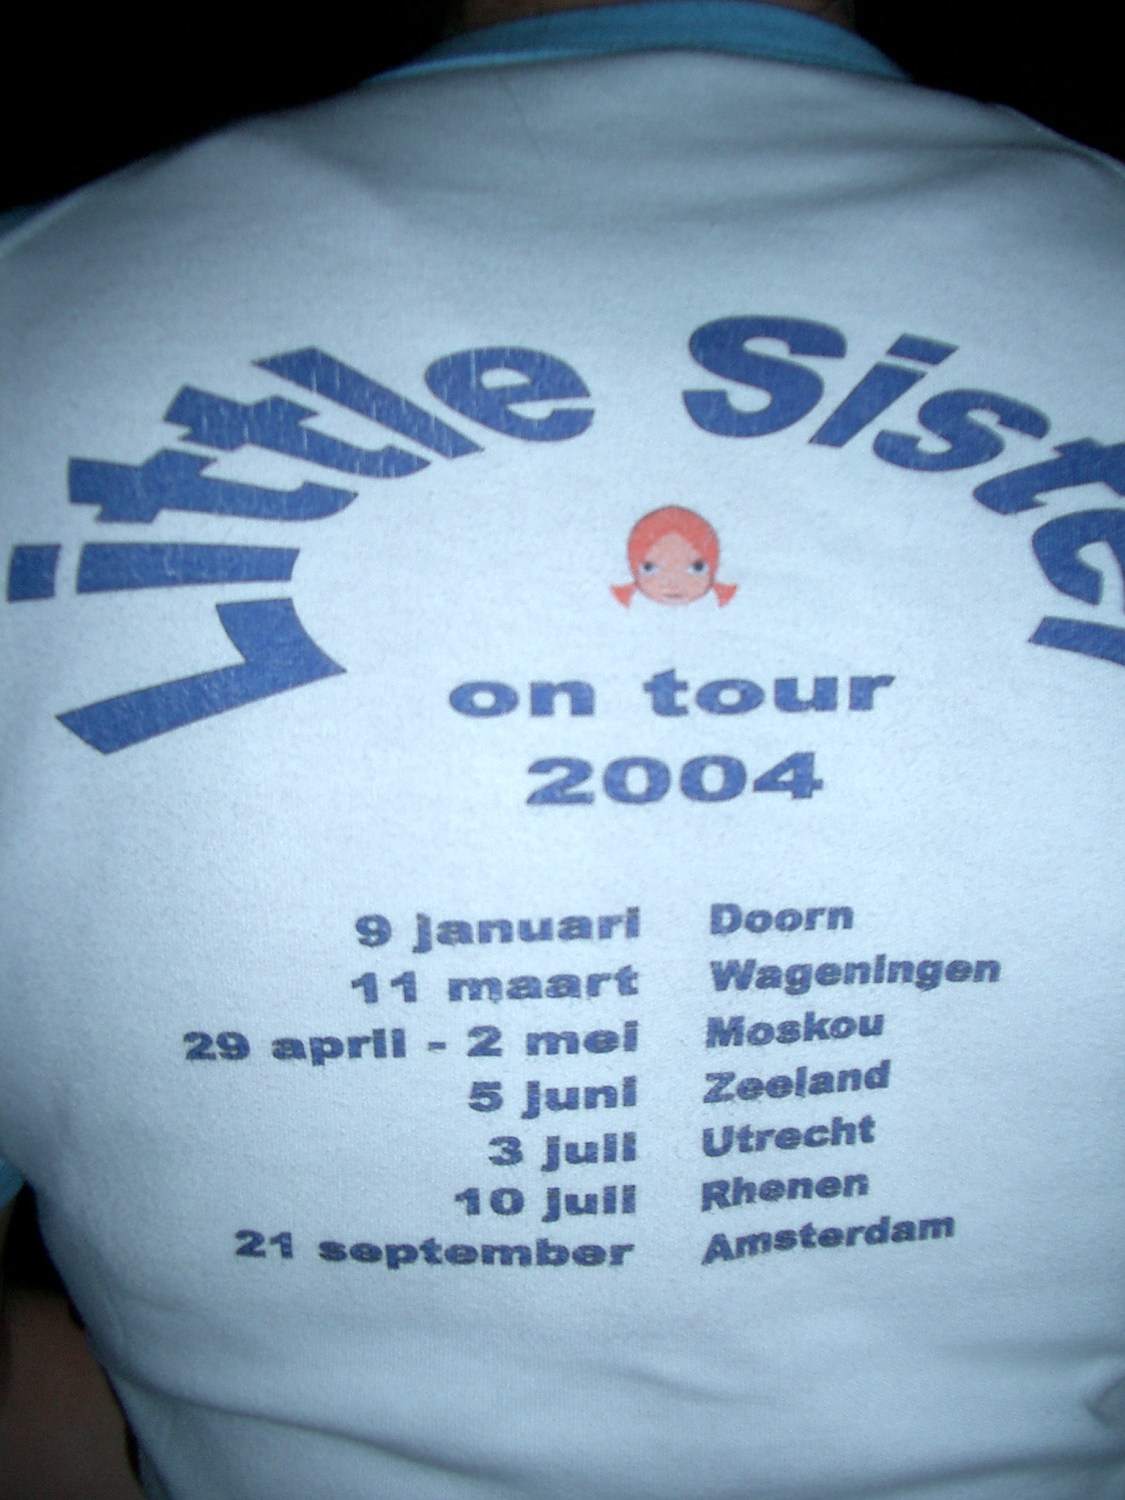 Little Sister
on tour
2004
9 januari Doorn
11 maart Wageningen
29 april - 2 mei Moskou
5 juni Zeeland
3 juli Utrecht
10 juli Rhenen
21 september Amsterdam